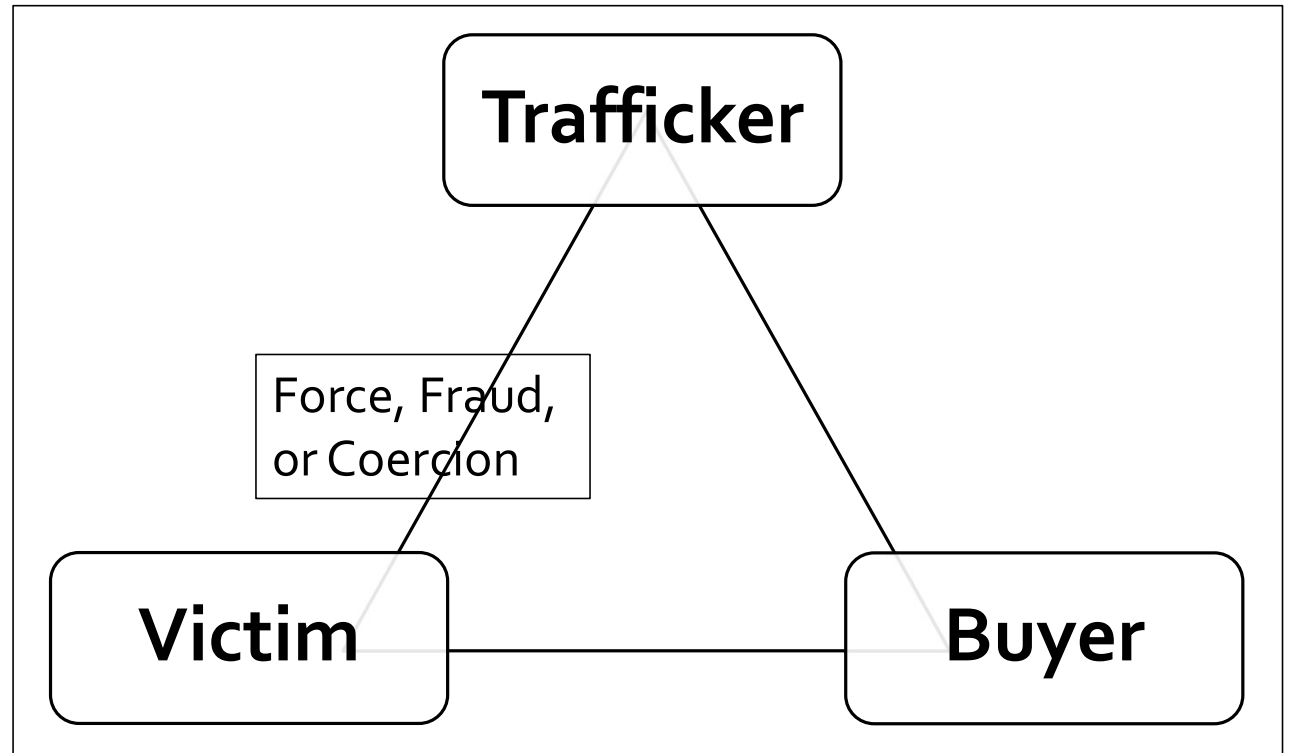 Trafficker
Force, Fraud,
or Coercion
Victim
Buyer